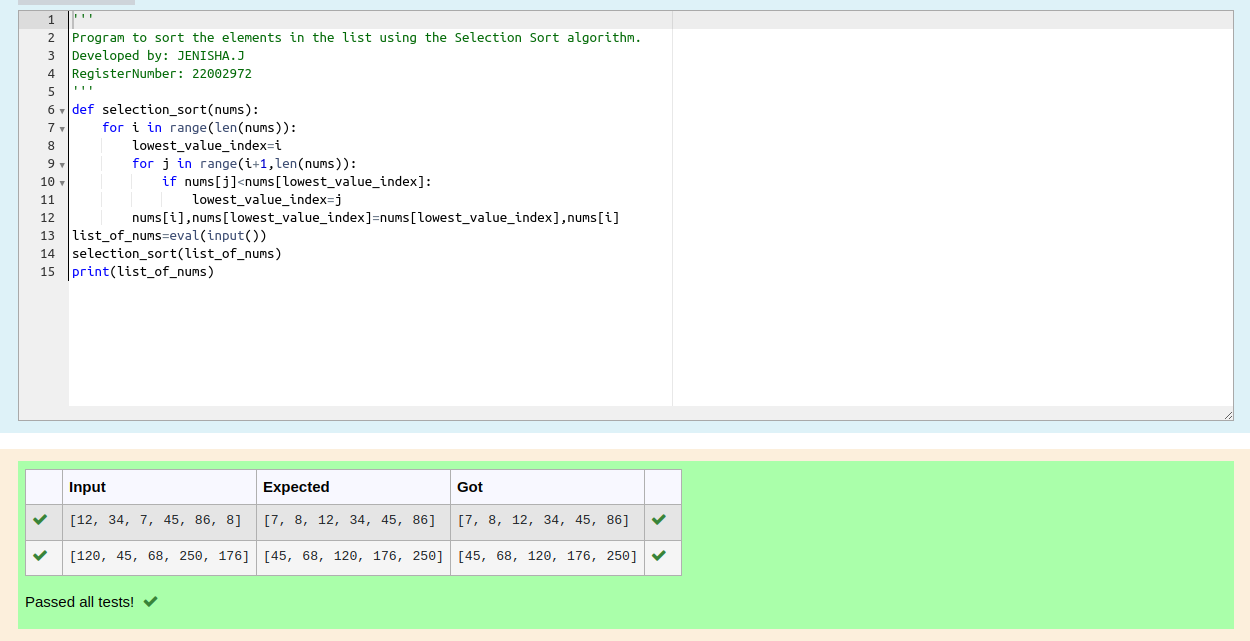 1 '''
2 Program to sort the elements in the list using the Selection Sort algorithm.
3 Developed by: JENISHA.J
4 RegisterNumber: 22002972
5 '''
6 def selection_sort(nums):
7     for i in range(len(nums)):
8         lowest_value_index=i
9         for j in range(i+1,len(nums)):
10             if nums[j]<nums[lowest_value_index]:
11                 lowest_value_index=j
12         nums[i],nums[lowest_value_index]=nums[lowest_value_index],nums[i]
13 list_of_nums=eval(input())
14 selection_sort(list_of_nums)
15 print(list_of_nums)
Input Expected Got
[12, 34, 7, 45, 86, 8] [7, 8, 12, 34, 45, 86] [7, 8, 12, 34, 45, 86]
[120, 45, 68, 250, 176] [45, 68, 120, 176, 250] [45, 68, 120, 176, 250]
Passed all tests!